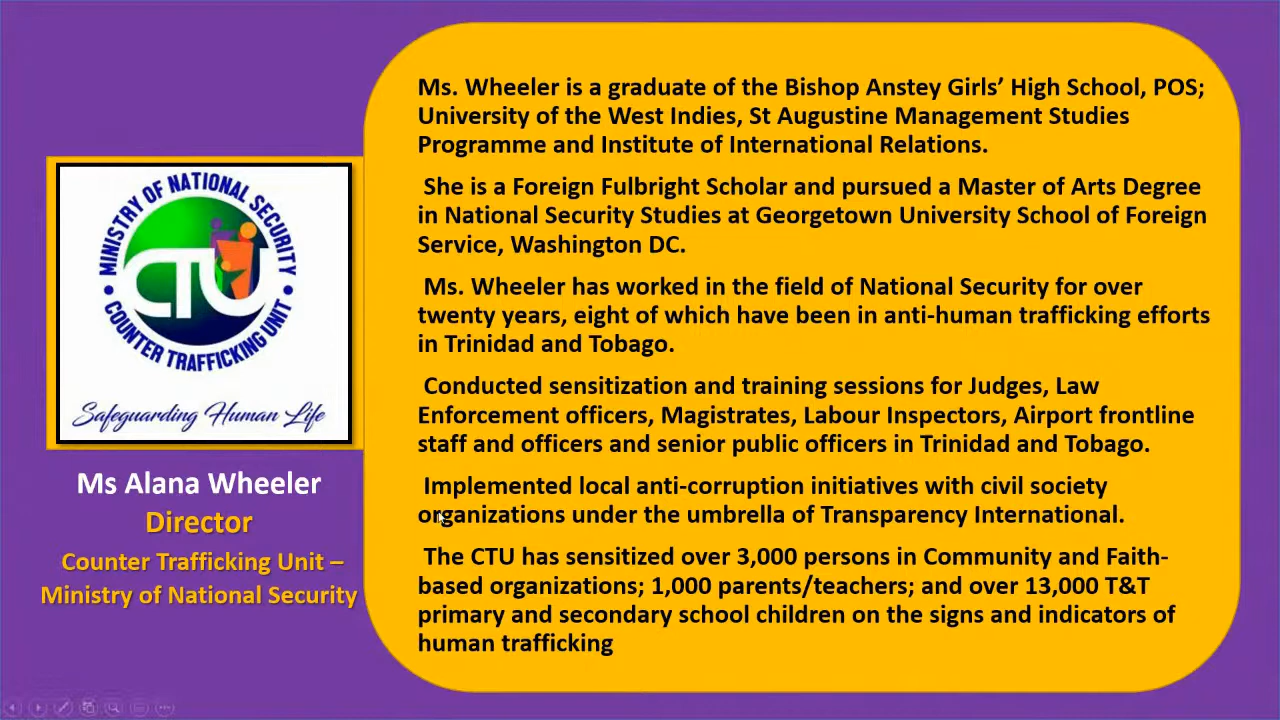 MINISTRY OF NATIONAL SECURITY
CTU
COUNTER TRAFFICKING UNIT
Safeguarding Human Life
Ms Alana Wheeler
Director
Counter Trafficking Unit –
Ministry of National Security
Ms. Wheeler is a graduate of the Bishop Anstey Girls’ High School, POS;
University of the West Indies, St Augustine Management Studies
Programme and Institute of International Relations.
She is a Foreign Fulbright Scholar and pursued a Master of Arts Degree
in National Security Studies at Georgetown University School of Foreign
Service, Washington DC.
Ms. Wheeler has worked in the field of National Security for over
twenty years, eight of which have been in anti-human trafficking efforts
in Trinidad and Tobago.
Conducted sensitization and training sessions for Judges, Law
Enforcement officers, Magistrates, Labour Inspectors, Airport frontline
staff and officers and senior public officers in Trinidad and Tobago.
Implemented local anti-corruption initiatives with civil society
organizations under the umbrella of Transparency International.
The CTU has sensitized over 3,000 persons in Community and Faith-
based organizations; 1,000 parents/teachers; and over 13,000 T&T
primary and secondary school children on the signs and indicators of
human trafficking